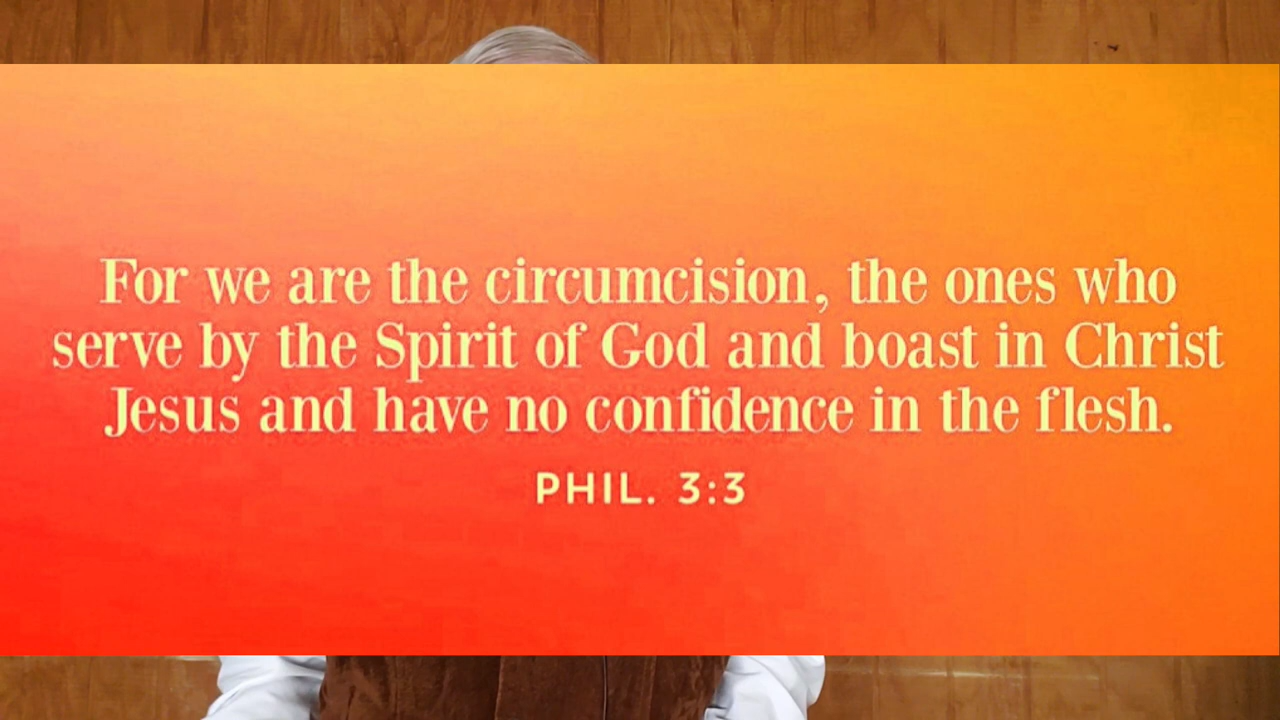 For we are the circumcision, the ones who
serve by the Spirit of God and boast in Christ
Jesus and have no confidence in the flesh.
PHIL. 3:3